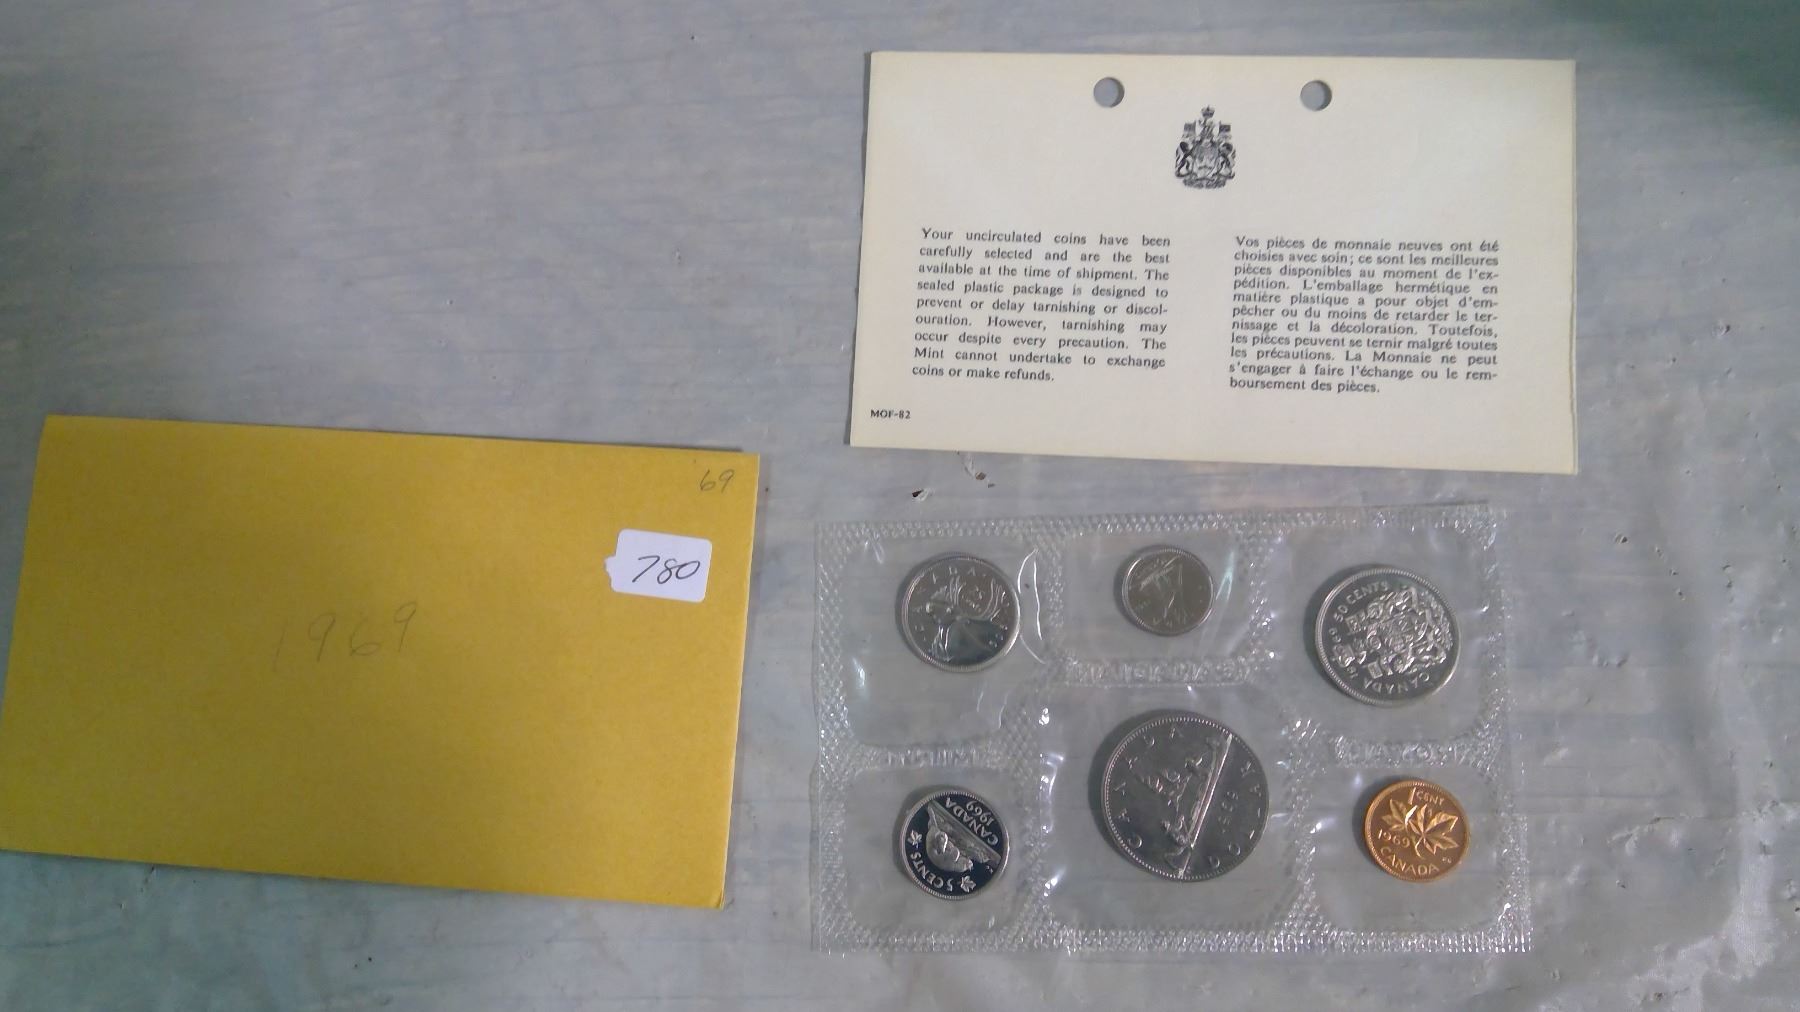 Your uncirculated coins have been
carefully selected and are the best
available at the time of shipment. The
sealed plastic package is designed to
prevent or delay tarnishing or discol-
ouration. However, tarnishing may
occur despite every precaution. The
Mint cannot undertake to exchange
coins or make refunds.
MOF-82
Vos pièces de monnaie neuves ont été
choisies avec soin; ce sont les meilleures
pièces disponibles au moment de l'ex-
pédition. L'emballage hermétique en
matière plastique a pour objet d'em-
pêcher ou du moins de retarder le ter-
nissage et la décoloration. Toutefois,
les pièces peuvent se ternir malgré toutes
les précautions. La Monnaie ne peut
s'engager à faire l'échange ou le rem-
boursement des pièces.
'69
780
1969
CANADA
CANADA
50 CENTS
CANADA 1969
5 CENTS
CANADA
1969
CANADA
1969
DOLLAR
1 CENT
1969
CANADA